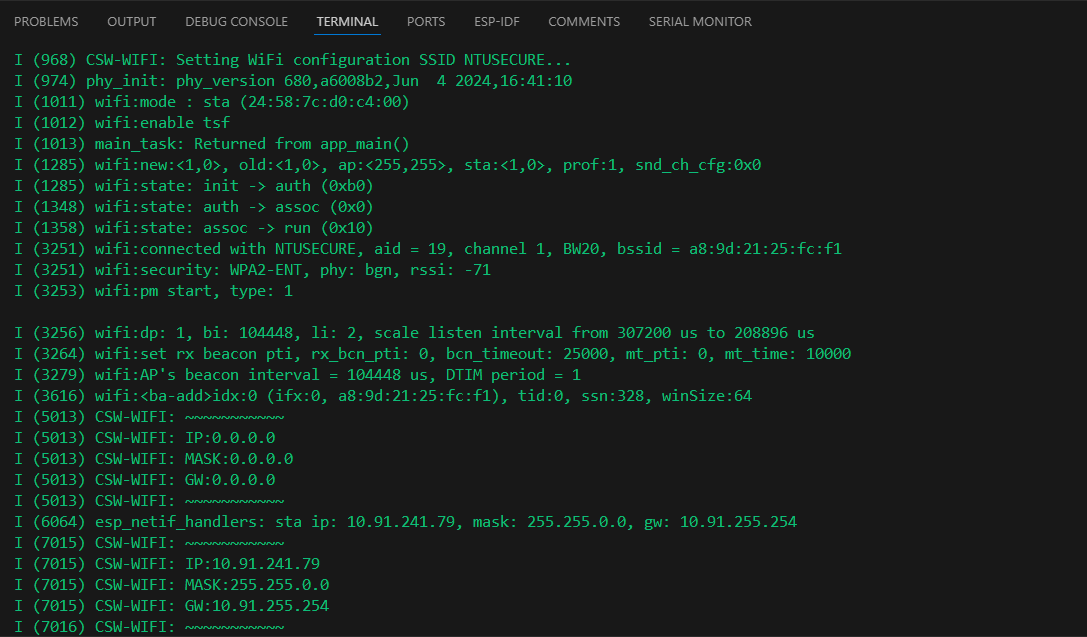 PROBLEMS OUTPUT DEBUG CONSOLE TERMINAL PORTS ESP-IDF COMMENTS SERIAL MONITOR
I (968) CSW-WIFI: Setting WiFi configuration SSID NTUSECURE...
I (974) phy_init: phy_version 680,a6008b2,Jun  4 2024,16:41:10
I (1011) wifi:mode : sta (24:58:7c:d0:c4:00)
I (1012) wifi:enable tsf
I (1013) main_task: Returned from app_main()
I (1285) wifi:new:<1,0>, old:<1,0>, ap:<255,255>, sta:<1,0>, prof:1, snd_ch_cfg:0x0
I (1285) wifi:state: init -> auth (0xb0)
I (1348) wifi:state: auth -> assoc (0x0)
I (1358) wifi:state: assoc -> run (0x10)
I (3251) wifi:connected with NTUSECURE, aid = 19, channel 1, BW20, bssid = a8:9d:21:25:fc:f1
I (3251) wifi:security: WPA2-ENT, phy: bgn, rssi: -71
I (3253) wifi:pm start, type: 1
I (3256) wifi:dp: 1, bi: 104448, li: 2, scale listen interval from 307200 us to 208896 us
I (3264) wifi:set rx beacon pti, rx_bcn_pti: 0, bcn_timeout: 25000, mt_pti: 0, mt_time: 10000
I (3279) wifi:AP's beacon interval = 104448 us, DTIM period = 1
I (3616) wifi:<ba-add>idx:0 (ifx:0, a8:9d:21:25:fc:f1), tid:0, ssn:328, winSize:64
I (5013) CSW-WIFI: ~~~~~~~~~~~
I (5013) CSW-WIFI: IP:0.0.0.0
I (5013) CSW-WIFI: MASK:0.0.0.0
I (5013) CSW-WIFI: GW:0.0.0.0
I (5013) CSW-WIFI: ~~~~~~~~~~~
I (6064) esp_netif_handlers: sta ip: 10.91.241.79, mask: 255.255.0.0, gw: 10.91.255.254
I (7015) CSW-WIFI: ~~~~~~~~~~~
I (7015) CSW-WIFI: IP:10.91.241.79
I (7015) CSW-WIFI: MASK:255.255.0.0
I (7015) CSW-WIFI: GW:10.91.255.254
I (7016) CSW-WIFI: ~~~~~~~~~~~